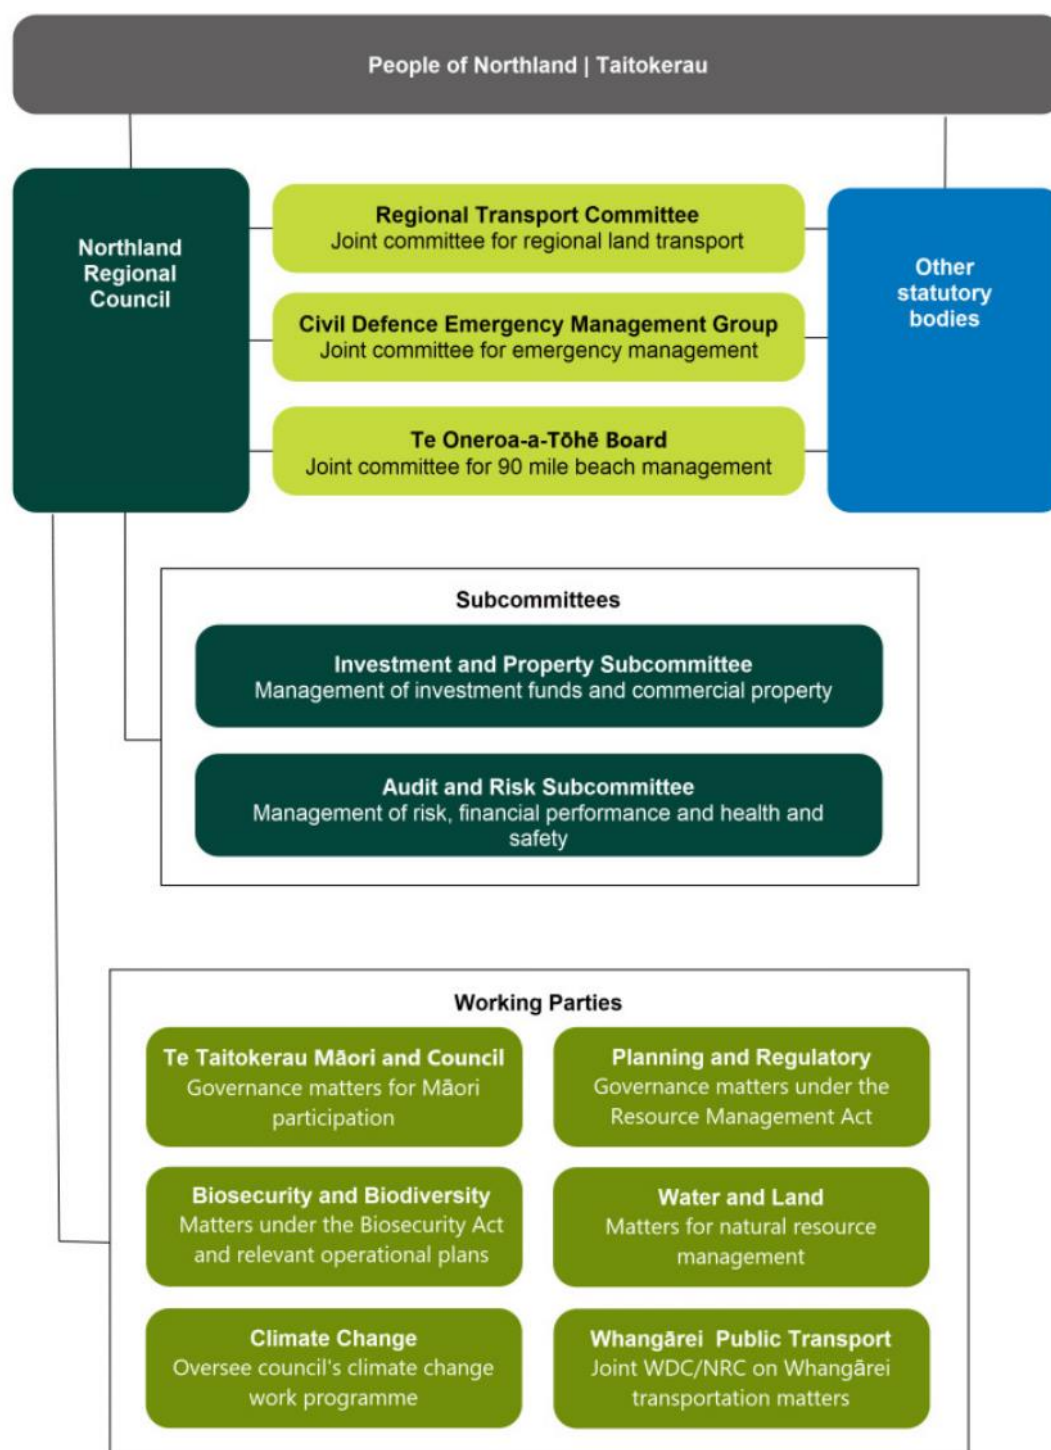 People of Northland | Taitokerau
Northland
Regional
Council
Regional Transport Committee
Joint committee for regional land transport
Civil Defence Emergency Management Group
Joint committee for emergency management
Te Oneroa-a-Tōhē Board
Joint committee for 90 mile beach management
Other
statutory
bodies
Subcommittees
Investment and Property Subcommittee
Management of investment funds and commercial property
Audit and Risk Subcommittee
Management of risk, financial performance and health and
safety
Working Parties
Te Taitokerau Māori and Council
Governance matters for Māori
participation
Planning and Regulatory
Governance matters under the
Resource Management Act
Biosecurity and Biodiversity
Matters under the Biosecurity Act
and relevant operational plans
Water and Land
Matters for natural resource
management
Climate Change
Oversee council's climate change
work programme
Whangārei Public Transport
Joint WDC/NRC on Whangārei
transportation matters